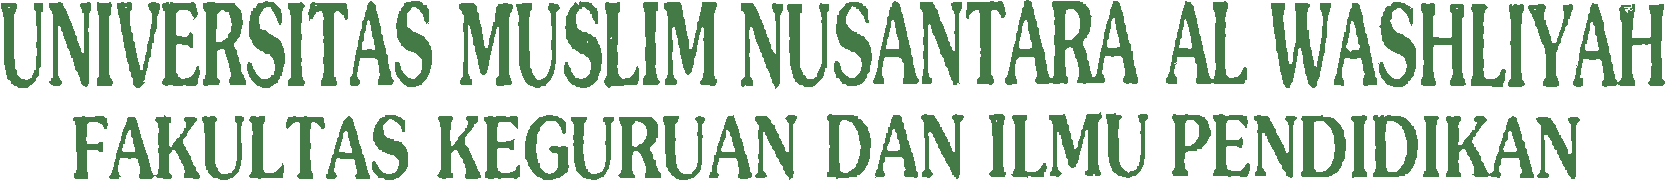 UNIVERSITAS MUSLIM NUSANTARA AL WASHLIYAH
FAKULTAS KEGURUAN DAN ILMU PENDIDIKAN